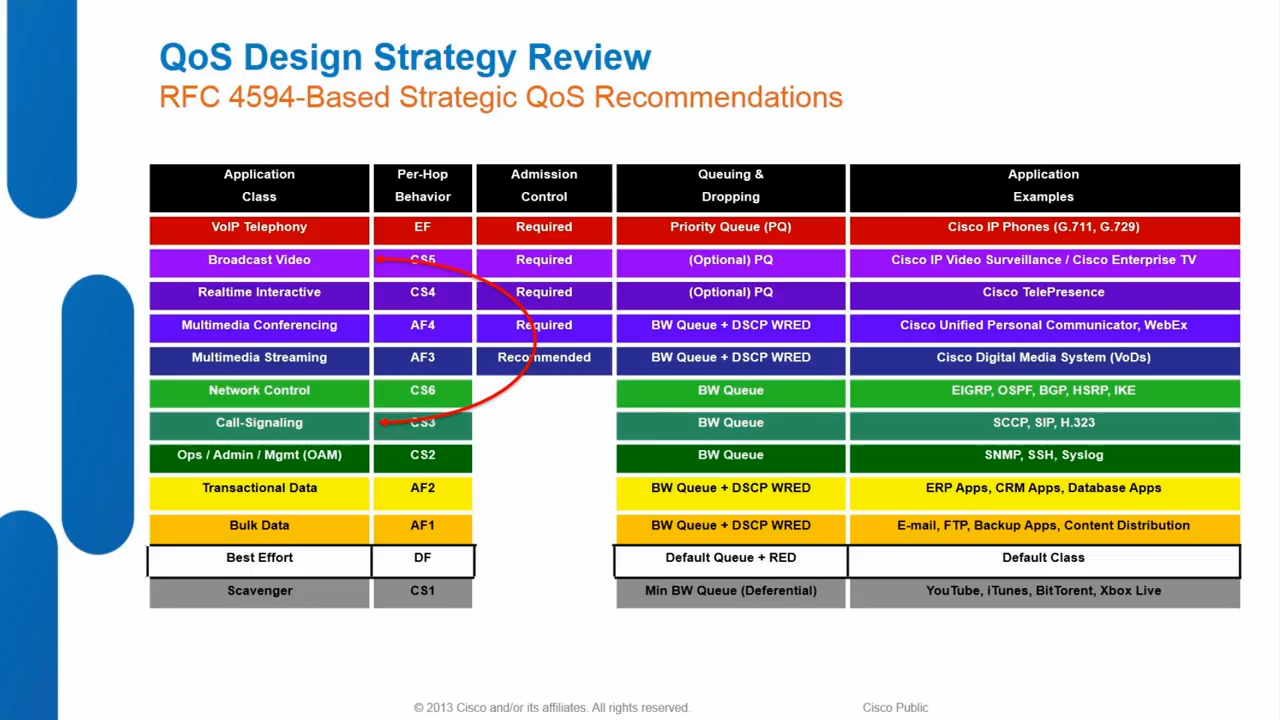 QoS Design Strategy Review
RFC 4594-Based Strategic QoS Recommendations
Application Class Per-Hop Behavior Admission Control Queuing & Dropping Application Examples
VoIP Telephony EF Required Priority Queue (PQ) Cisco IP Phones (G.711, G.729)
Broadcast Video CS5 Required (Optional) PQ Cisco IP Video Surveillance / Cisco Enterprise TV
Realtime Interactive CS4 Required (Optional) PQ Cisco TelePresence
Multimedia Conferencing AF4 Required BW Queue + DSCP WRED Cisco Unified Personal Communicator, WebEx
Multimedia Streaming AF3 Recommended BW Queue + DSCP WRED Cisco Digital Media System (VoDs)
Network Control CS6 BW Queue EIGRP, OSPF, BGP, HSRP, IKE
Call-Signaling CS3 BW Queue SCCP, SIP, H.323
Ops / Admin / Mgmt (OAM) CS2 BW Queue SNMP, SSH, Syslog
Transactional Data AF2 BW Queue + DSCP WRED ERP Apps, CRM Apps, Database Apps
Bulk Data AF1 BW Queue + DSCP WRED E-mail, FTP, Backup Apps, Content Distribution
Best Effort DF Default Queue + RED Default Class
Scavenger CS1 Min BW Queue (Deferential) YouTube, iTunes, BitTorent, Xbox Live
© 2013 Cisco and/or its affiliates. All rights reserved. Cisco Public